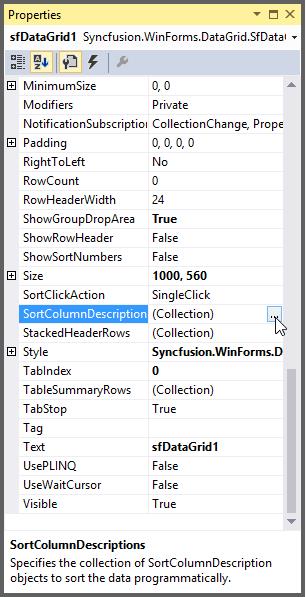 Properties
sfDataGrid1 Syncfusion.WinForms.DataGrid.SfData
MinimumSize 0, 0
Modifiers Private
NotificationSubscription CollectionChange, Prope
Padding 0, 0, 0, 0
RightToLeft No
RowCount 0
RowHeaderWidth 24
ShowGroupDropArea True
ShowRowHeader False
ShowSortNumbers False
Size 1000, 560
SortClickAction SingleClick
SortColumnDescription (Collection) ...
StackedHeaderRows (Collection)
Style Syncfusion.WinForms.D
TabIndex 0
TableSummaryRows (Collection)
TabStop True
Tag
Text sfDataGrid1
UsePLINQ False
UseWaitCursor False
Visible True
SortColumnDescriptions
Specifies the collection of SortColumnDescription
objects to sort the data programmatically.